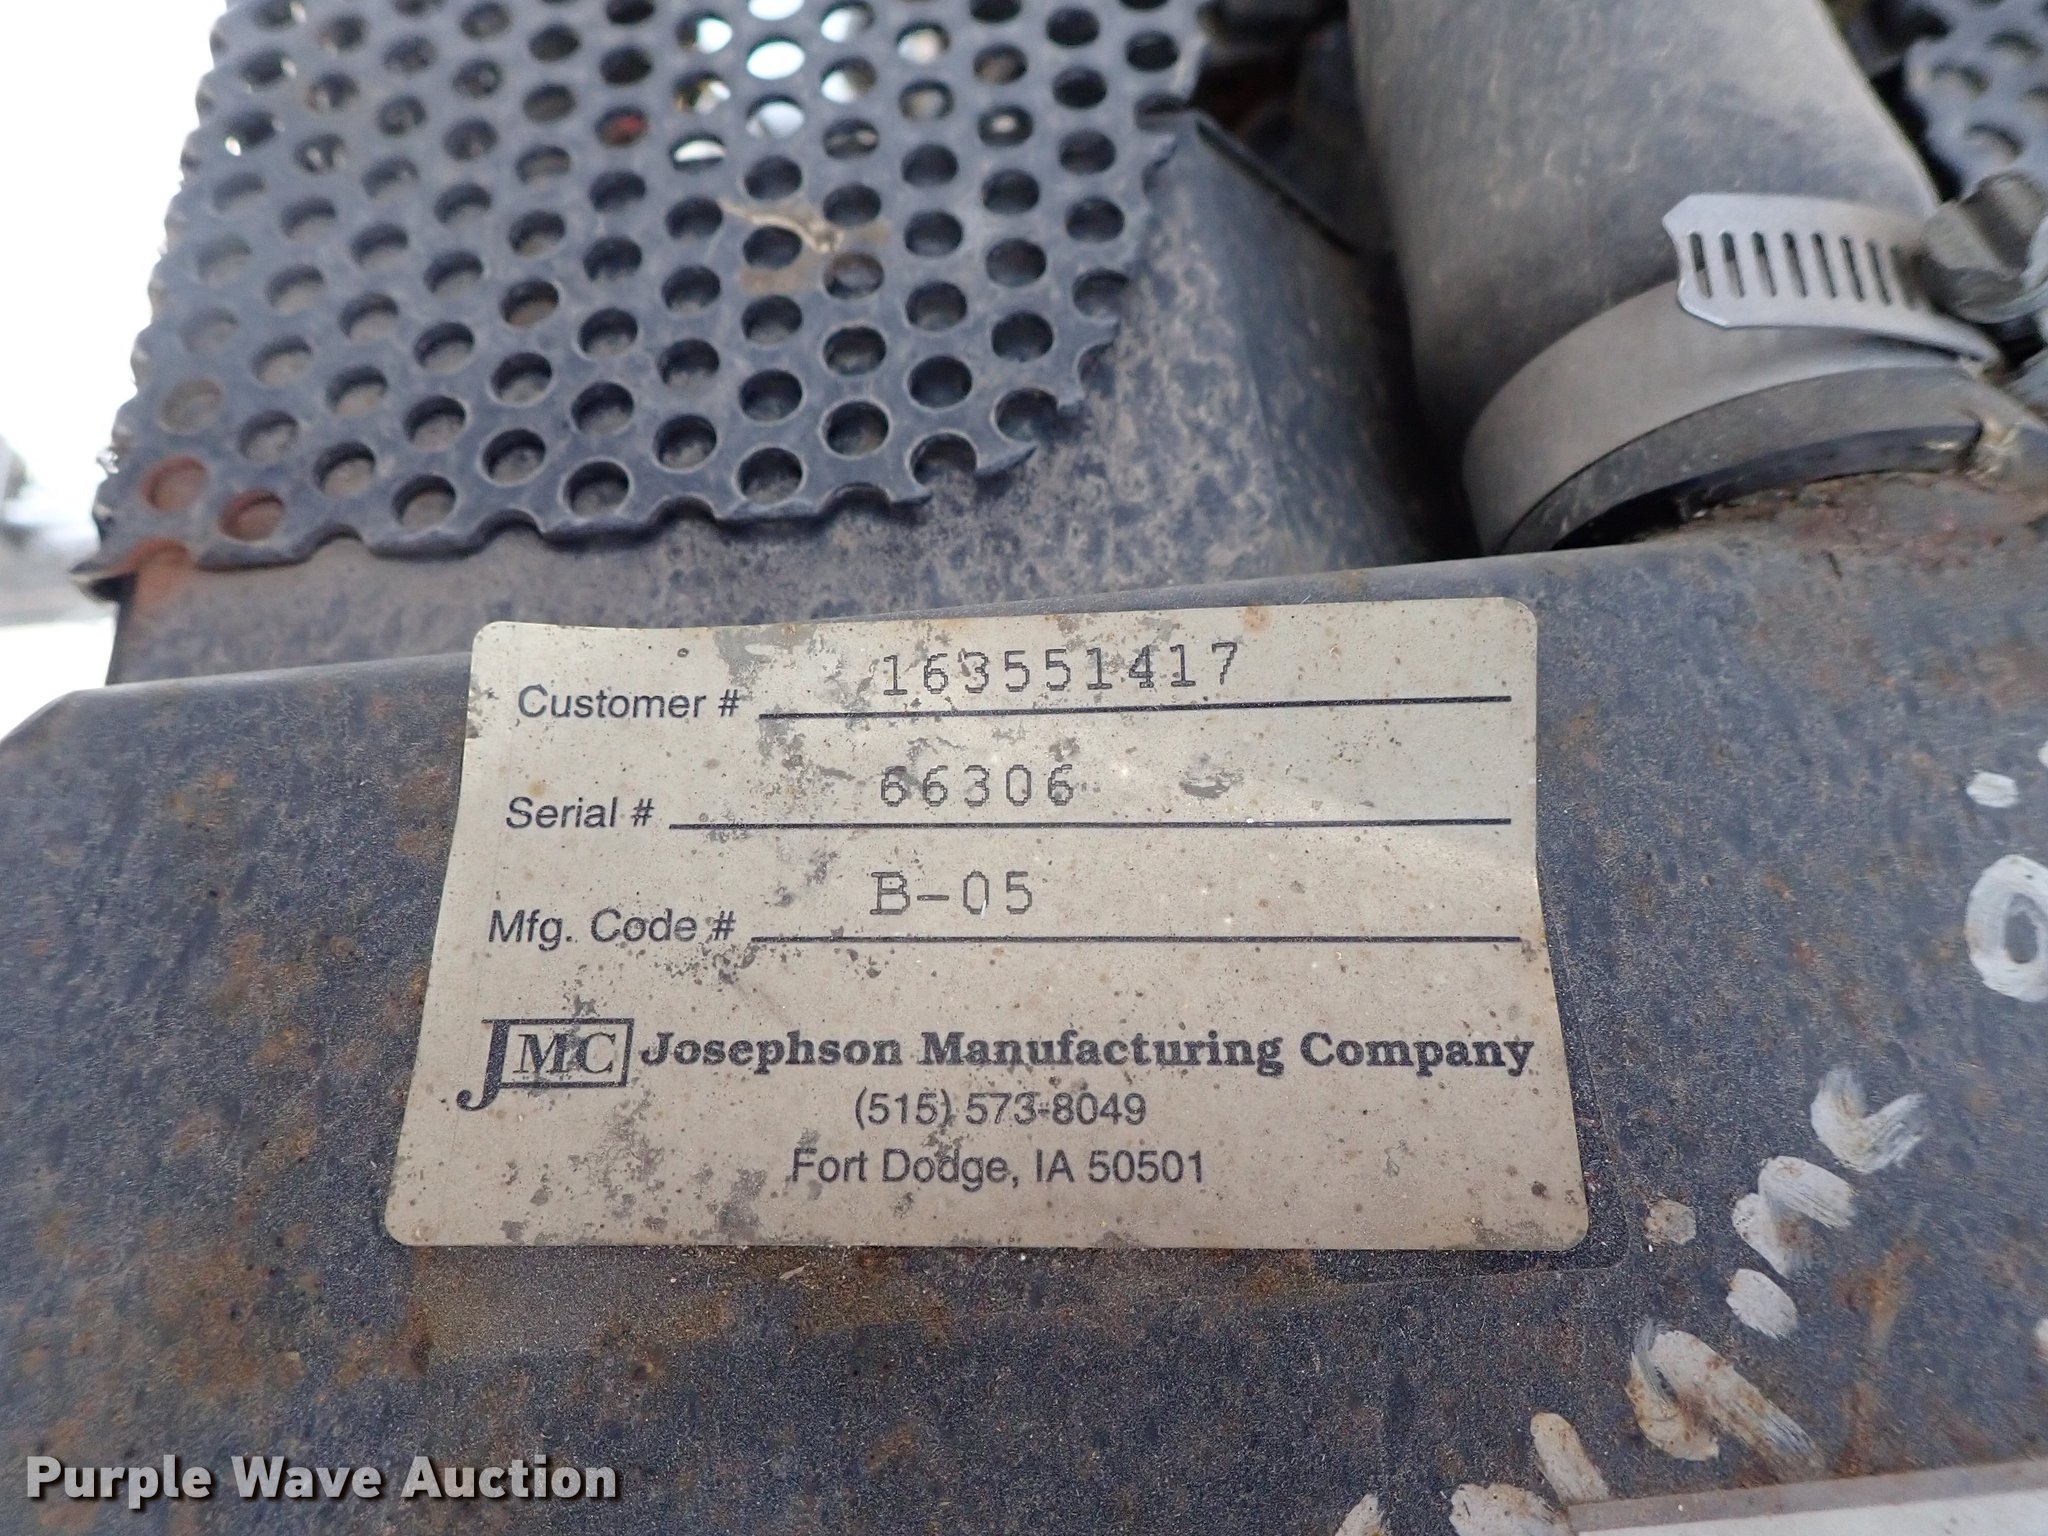 Customer # 163551417
Serial # 66306
Mfg. Code # B-05
JMC Josephson Manufacturing Company
(515) 573-8049
Fort Dodge, IA 50501
Purple Wave Auction